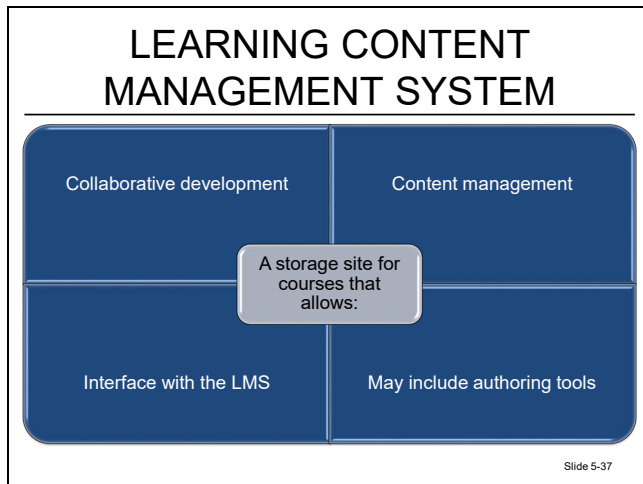 LEARNING CONTENT
MANAGEMENT SYSTEM
Collaborative development
Content management
A storage site for
courses that
allows:
Interface with the LMS
May include authoring tools
Slide 5-37